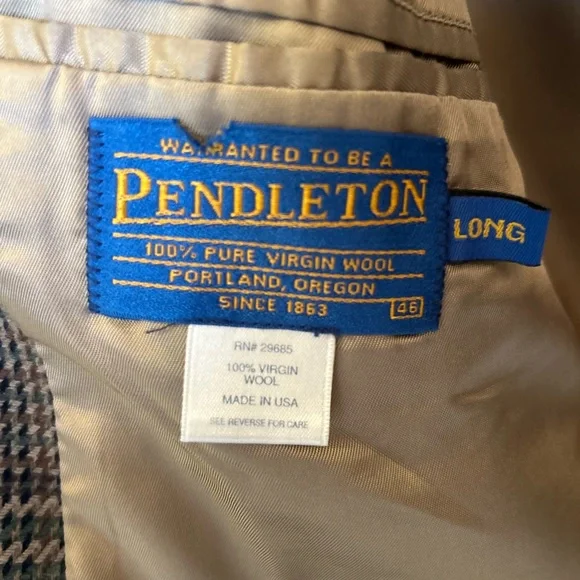 WARRANTED TO BE A
PENDLETON
LONG
100% PURE VIRGIN WOOL
PORTLAND, OREGON
SINCE 1863
46
RN# 29685
100% VIRGIN
WOOL
MADE IN USA
SEE REVERSE FOR CARE